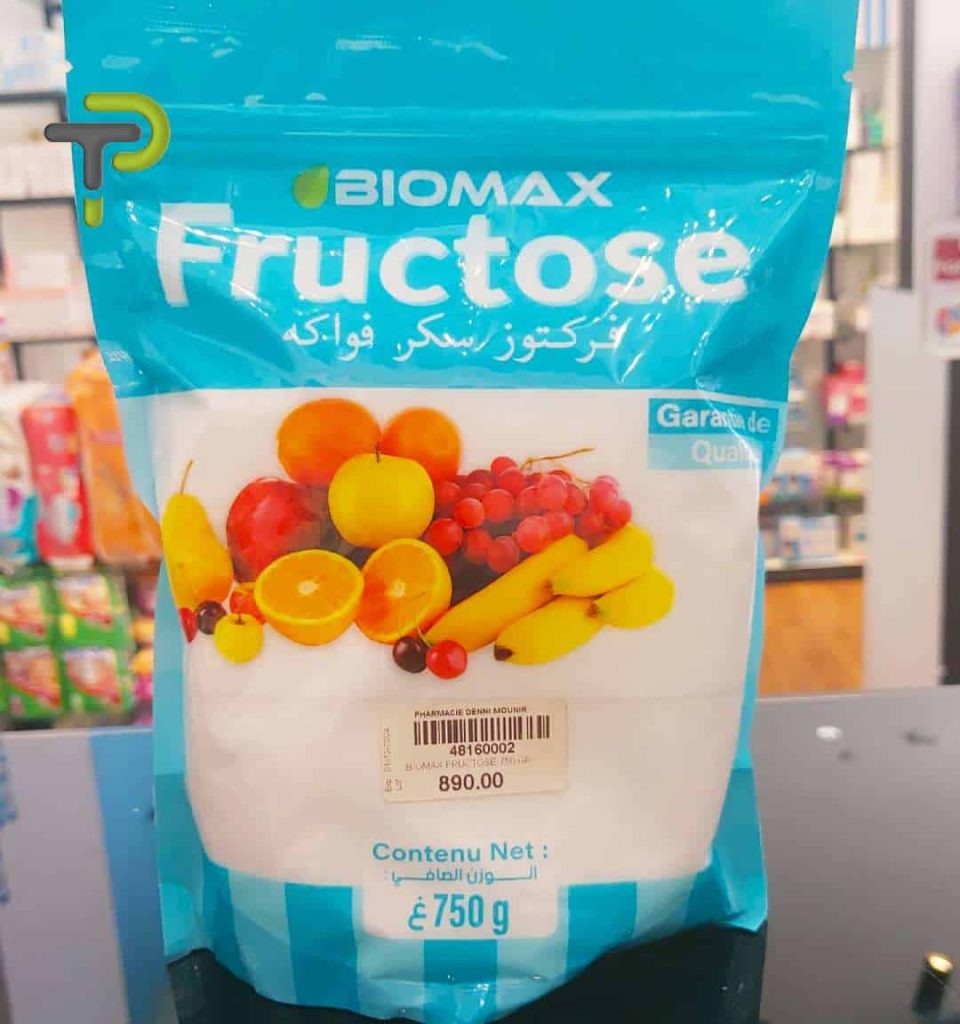 BIOMAX
Fructose
فركتوز/سكر فواكه
Garantie de
Qualité
PHARMACIE DENNI MOUNIR
48160002
BIOMAX FRUCTOSE 750 GR
890.00
Contenu Net :
الوزن الصافي :
750 g غ